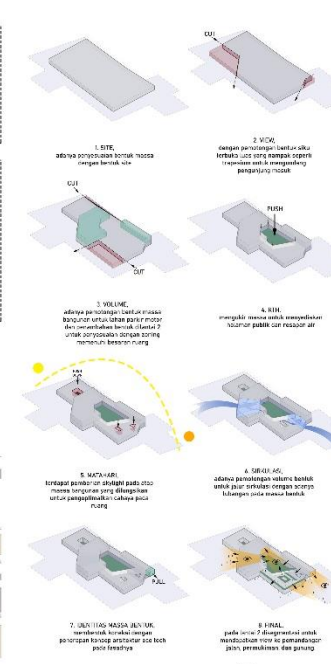 CUT
1. SITE,
adanya penyesuaian bentuk massa
dengan bentuk site
2. VIEW,
dengan pemotongan bentuk siku
terbuka luas yang nampak seperti
trapesium untuk mengundang
pengunjung masuk
CUT
CUT
3. VOLUME,
adanya pemotongan bentuk massa
bangunan untuk lahan parkir motor
dan penambahan bentuk dilantai 2
untuk penyesuaian dengan zoning
memenuhi besaran ruang
PUSH
4. RTH,
mengukir massa untuk menyediakan
halaman publik dan resapan air
5. MATAHARI,
terdapat pemberian skylight pada atap
massa bangunan yang difungsikan
untuk pengoptimalkan cahaya pada
ruang
6. SIRKULASI,
adanya pemotongan volume bentuk
untuk jalur sirkulasi dengan adanya
lubangan pada massa bentuk
PULL
7. IDENTITAS MASSA BENTUK,
membentuk koneksi dengan
penerapan konsep arsitektur eco tech
pada fasadnya
8. FINAL,
pada lantai 2 disegmentasi untuk
mendapatkan view ke pemandangan
jalan, permukiman, dan gunung